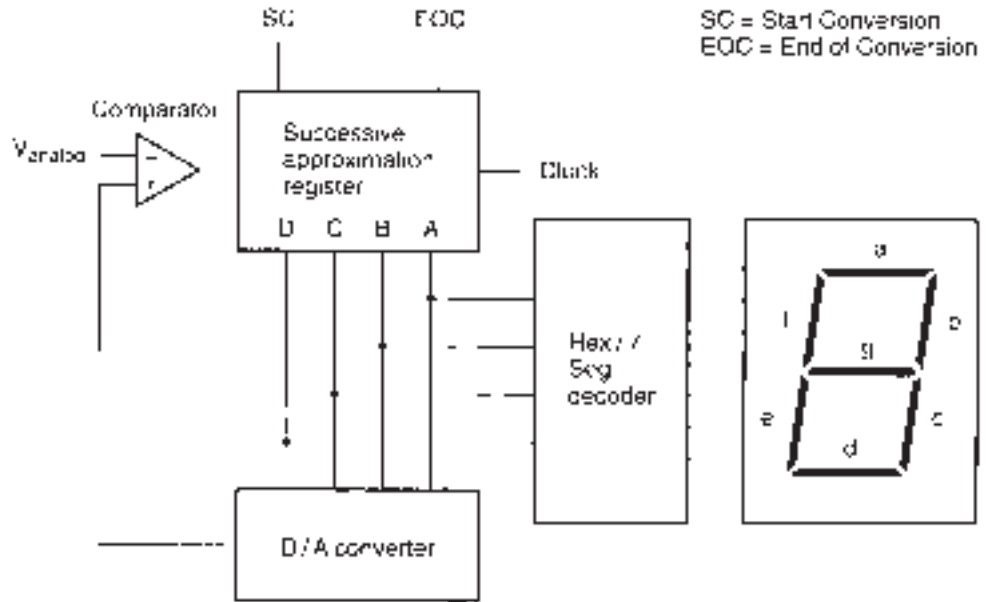 SC
EOC
SC = Start Conversion
EOC = End of Conversion
Comparator
Vanalog
−
+
Successive
approximation
register
Clock
D C B A
Hex / 7
Seg
decoder
a
f
b
g
e
c
d
D / A converter